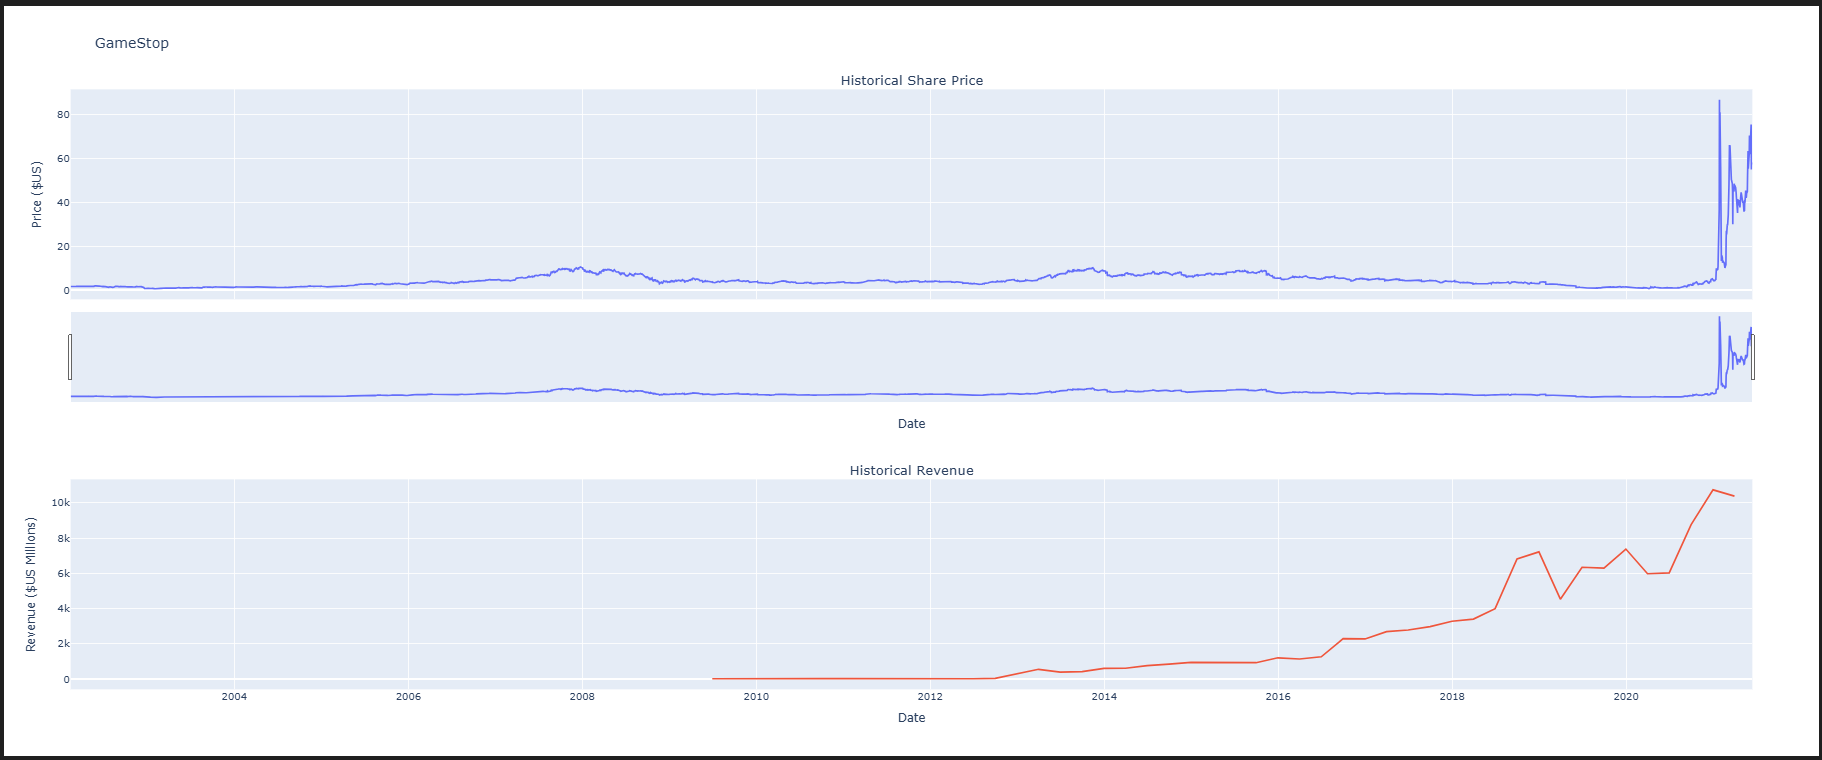 GameStop
Historical Share Price
Price ($US)
80
60
40
20
0
Date
Historical Revenue
Revenue ($US Millions)
10k
8k
6k
4k
2k
0
2004 2006 2008 2010 2012 2014 2016 2018 2020
Date